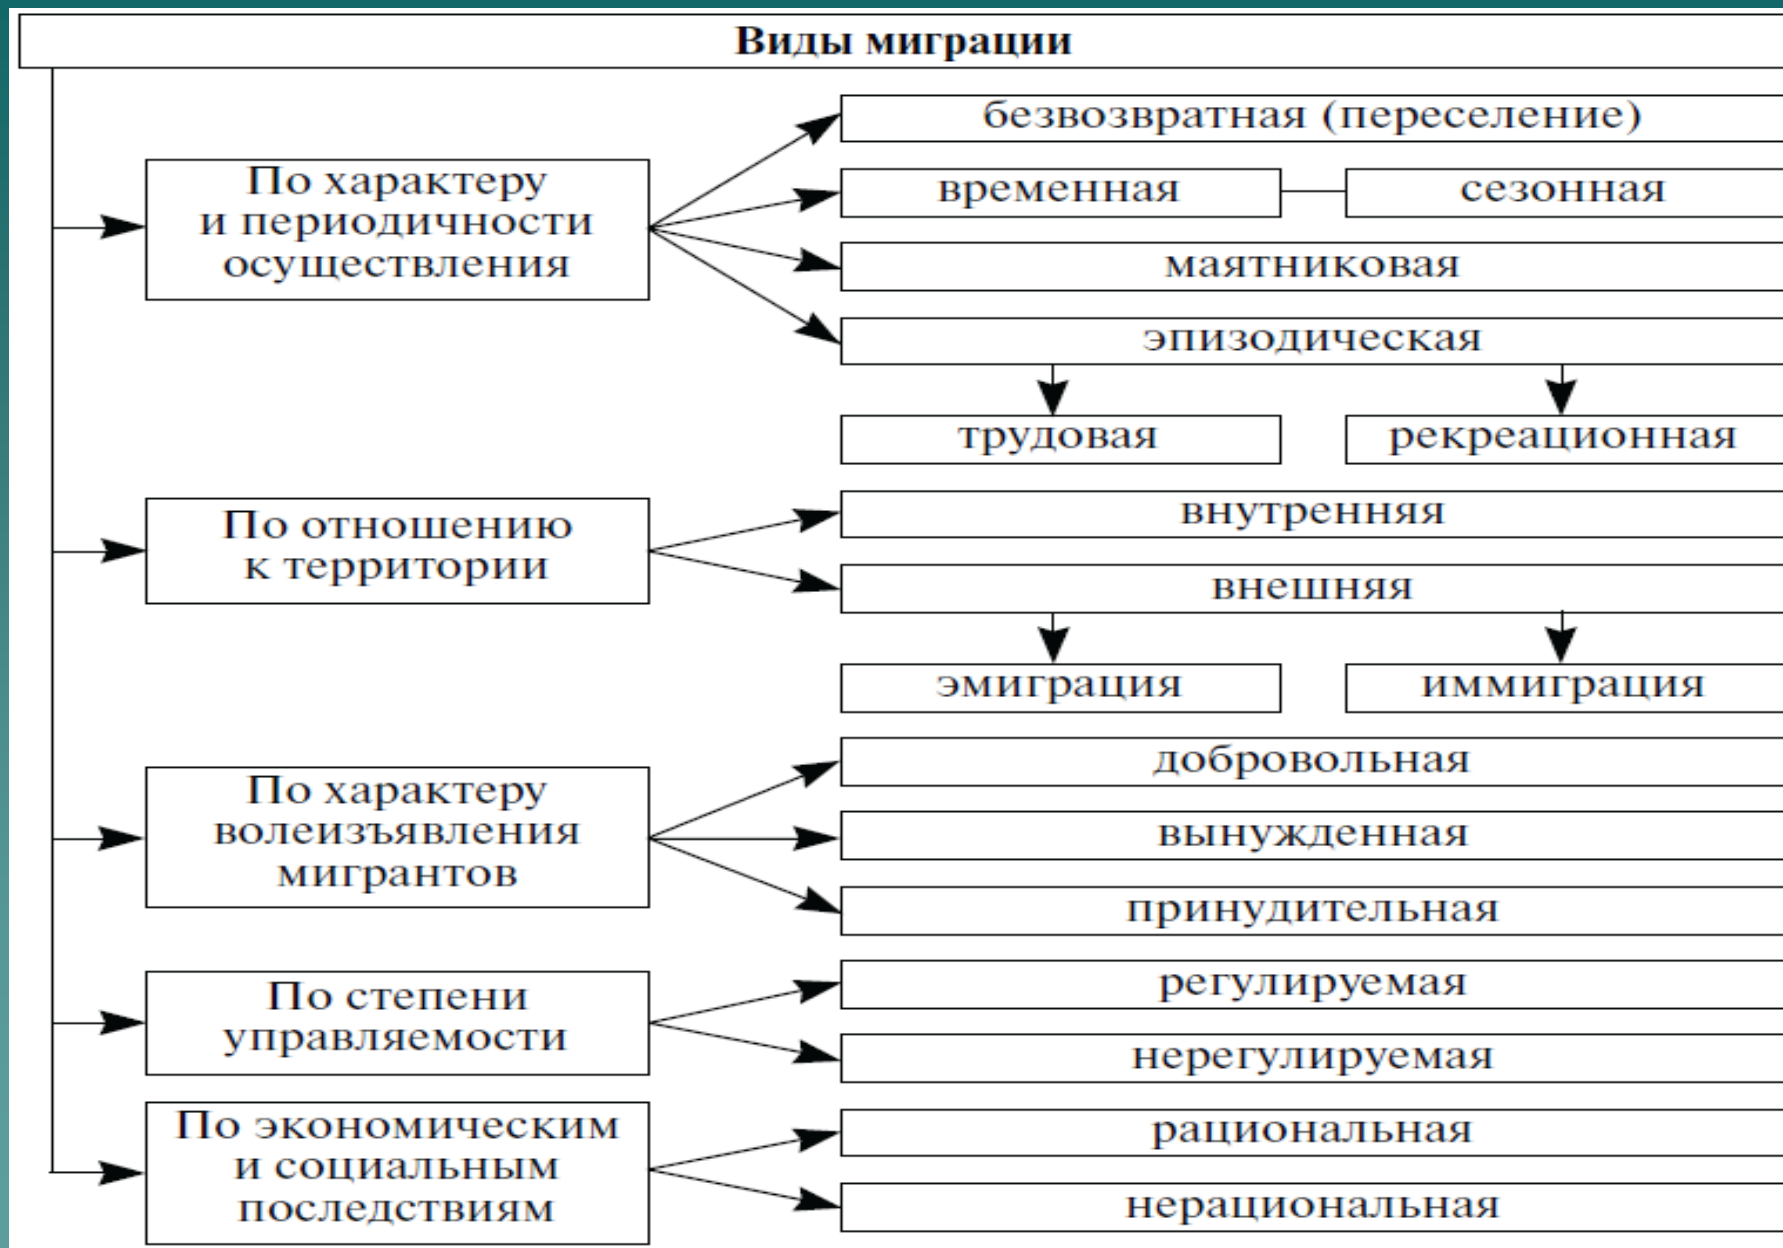 Виды миграции
По характеру
и периодичности
осуществления
безвозвратная (переселение)
временная
сезонная
маятниковая
эпизодическая
трудовая
рекреационная
По отношению
к территории
внутренняя
внешняя
эмиграция
иммиграция
По характеру
волеизъявления
мигрантов
добровольная
вынужденная
принудительная
По степени
управляемости
регулируемая
нерегулируемая
По экономическим
и социальным
последствиям
рациональная
нерациональная